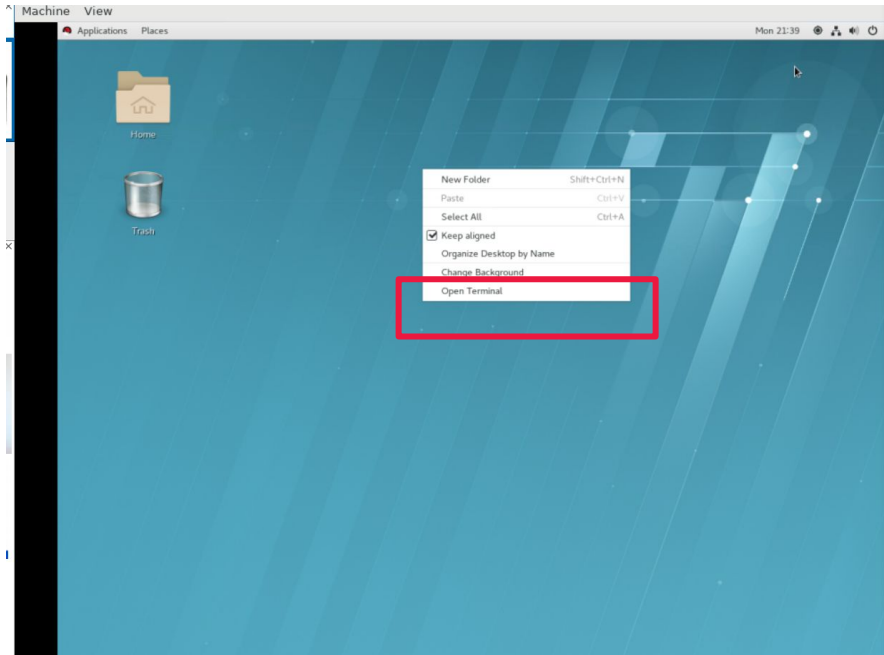 Machine View
Applications Places Mon 21:39
Home
Trash
New Folder Shift+Ctrl+N
Paste Ctrl+V
Select All Ctrl+A
Keep aligned
Organize Desktop by Name
Change Background
Open Terminal